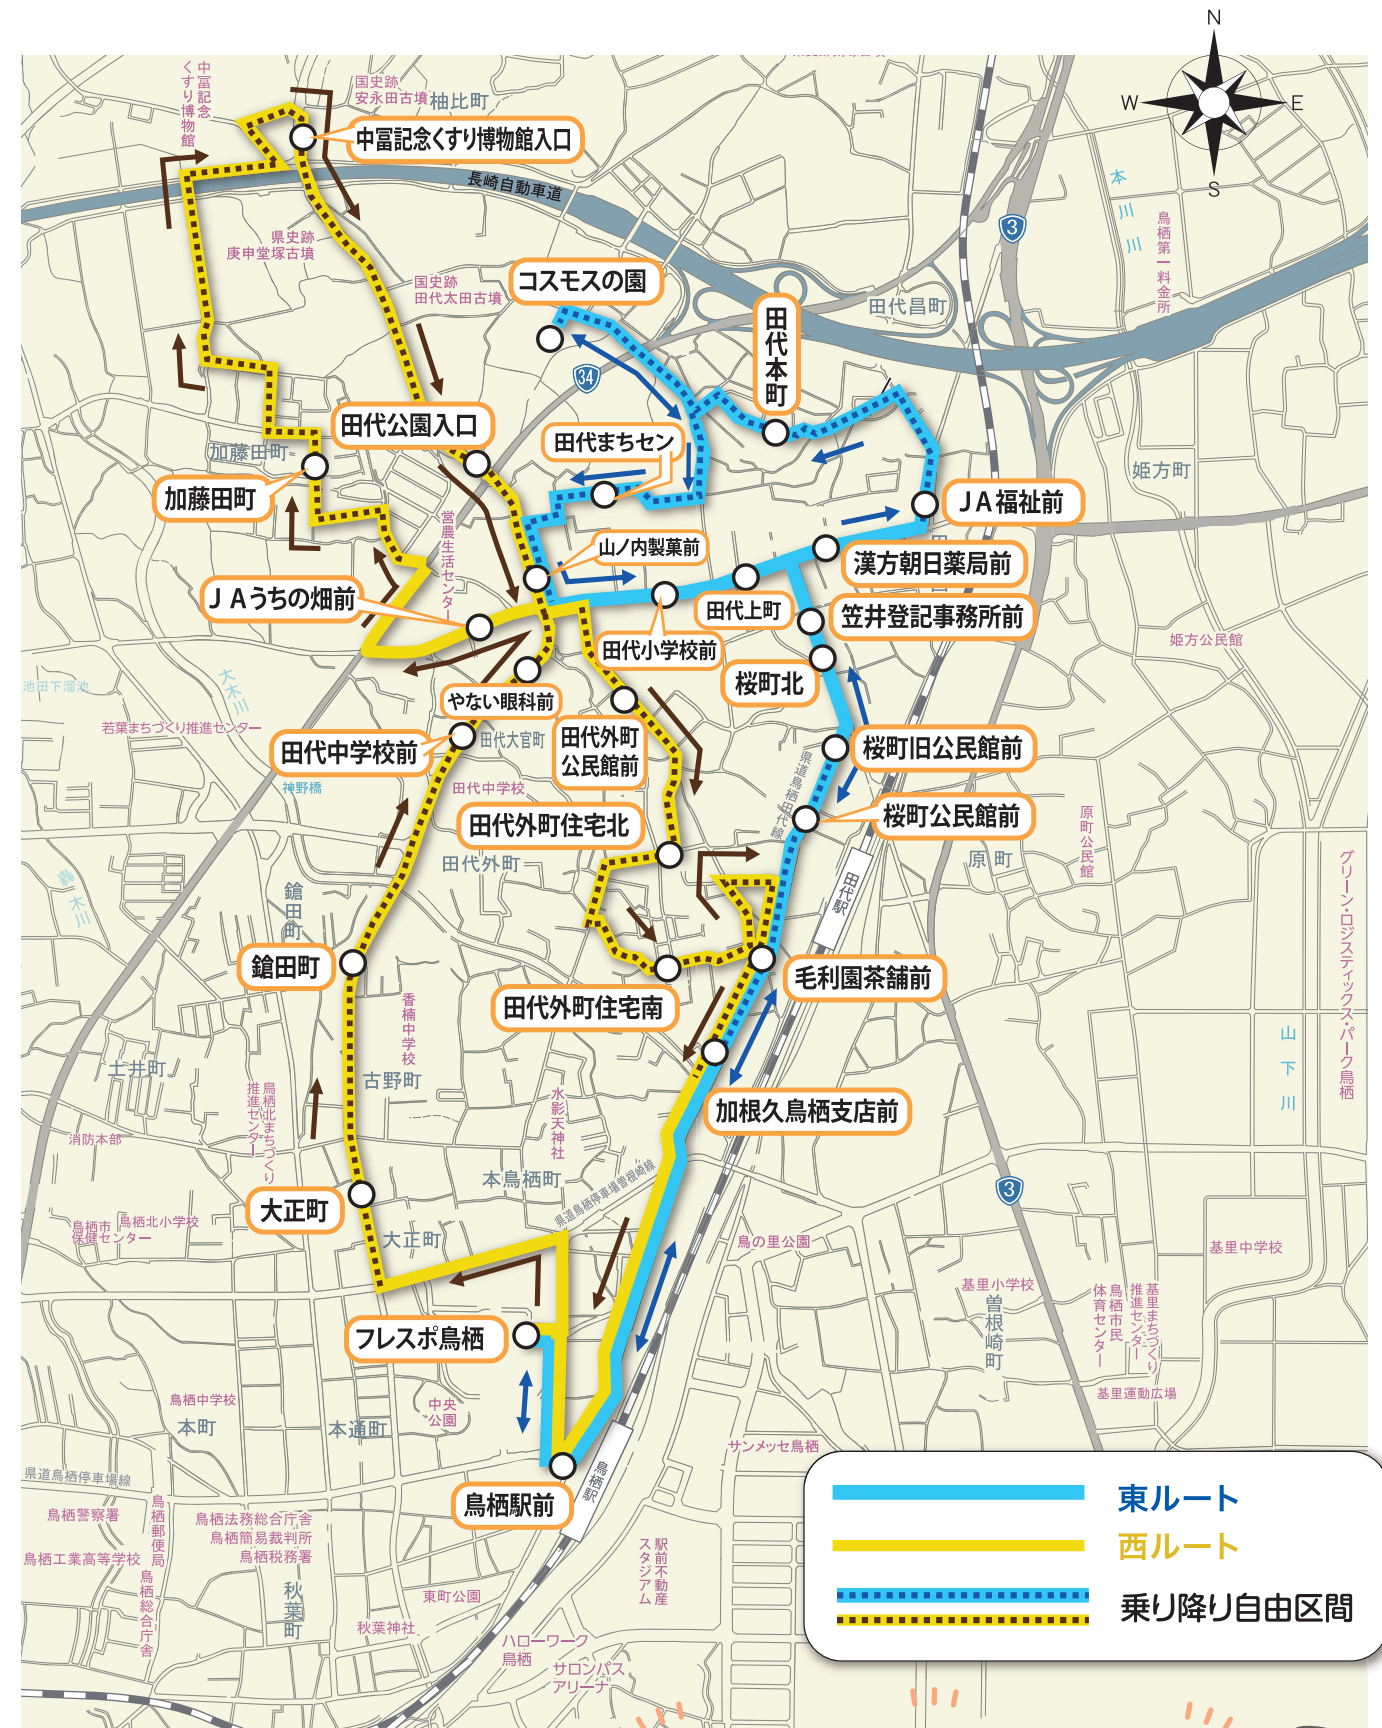 N
W
E
S
中冨記念
くすり博物館
国史跡
安永田古墳
柚比町
中冨記念くすり博物館入口
長崎自動車道
本川川
鳥栖第一料金所
3
県史跡
庚申堂塚古墳
国史跡
田代太田古墳
コスモスの園
田代昌町
田代本町
34
田代公園入口
田代まちセン
加藤田町
加藤田町
姫方町
JA福祉前
営農生活センター
山ノ内製菓前
漢方朝日薬局前
JAうちの畑前
田代上町
笠井登記事務所前
田代小学校前
姫方公民館
桜町北
池田下溜池
大木川
やない眼科前
若葉まちづくり推進センター
田代中学校前
田代大官町
田代外町
公民館前
桜町旧公民館前
県道鳥栖田代線
神野橋
田代中学校
桜町公民館前
田代外町住宅北
原町公民館
原町
田代外町
田代駅
轟木川
鎗田町
グリーン・ロジスティックス・パーク鳥栖
鎗田町
毛利園茶舗前
田代外町住宅南
香楠中学校
山下川
土井町
古野町
加根久鳥栖支店前
鳥栖北まちづくり
推進センター
水影天神社
消防本部
本鳥栖町
県道鳥栖停車場曽根崎線
3
大正町
鳥栖市
保健センター
鳥栖北小学校
大正町
鳥の里公園
基里中学校
基里小学校
曽根崎町
鳥栖市民
体育センター
基里まちづくり
推進センター
フレスポ鳥栖
基里運動広場
鳥栖中学校
中央
公園
本町
本通町
サンメッセ鳥栖
県道鳥栖停車場線
鳥栖駅
鳥栖駅前
鳥栖警察署
鳥栖郵便局
鳥栖法務総合庁舎
鳥栖簡易裁判所
鳥栖税務署
鳥栖工業高等学校
鳥栖総合庁舎
駅前不動産
スタジアム
秋葉町
東町公園
秋葉神社
ハローワーク
鳥栖
サロンパス
アリーナ
東ルート
西ルート
乗り降り自由区間